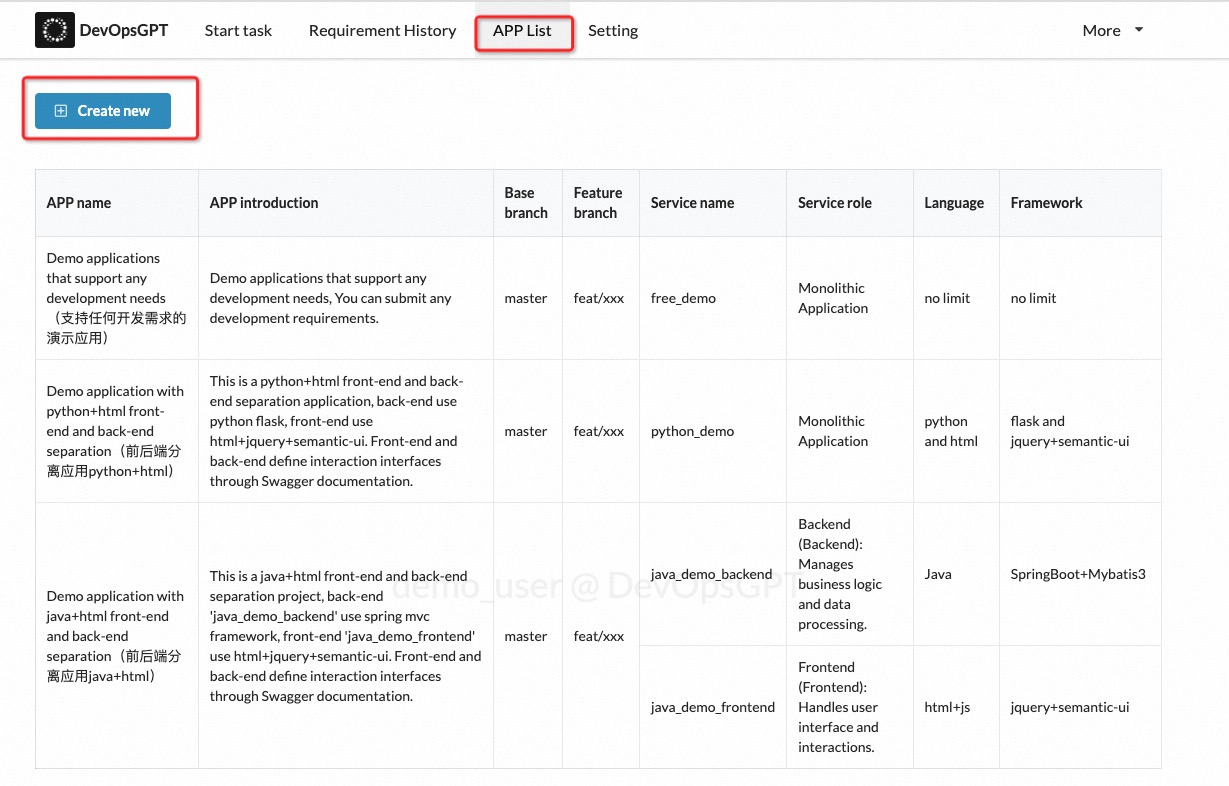 DevOpsGPT
Start task
Requirement History
APP List
Setting
More
Create new
APP name
APP introduction
Base
branch
Feature
branch
Service name
Service role
Language
Framework
Demo applications
that support any
development needs
（支持任何开发需求的
演示应用）
Demo applications that support any
development needs, You can submit any
development requirements.
master
feat/xxx
free_demo
Monolithic
Application
no limit
no limit
Demo application with
python+html front-
end and back-end
separation（前后端分
离应用python+html）
This is a python+html front-end and back-
end separation application, back-end use
python flask, front-end use
html+jquery+semantic-ui. Front-end and
back-end define interaction interfaces
through Swagger documentation.
master
feat/xxx
python_demo
Monolithic
Application
python
and html
flask and
jquery+semantic-ui
Demo application with
java+html front-end
and back-end
separation（前后端分
离应用java+html）
This is a java+html front-end and back-end
separation project, back-end
'java_demo_backend' use spring mvc
framework, front-end 'java_demo_frontend'
use html+jquery+semantic-ui. Front-end and
back-end define interaction interfaces
through Swagger documentation.
master
feat/xxx
java_demo_backend
Backend
(Backend):
Manages
business logic
and data
processing.
Java
SpringBoot+Mybatis3
java_demo_frontend
Frontend
(Frontend):
Handles user
interface and
interactions.
html+js
jquery+semantic-ui
demo_user @ DevOpsGPT